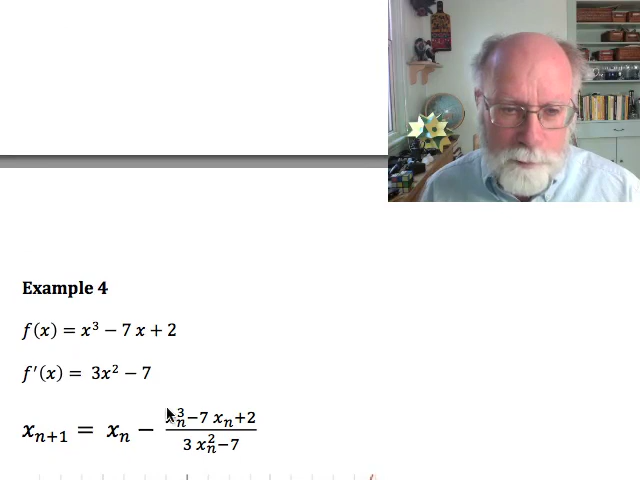 Example 4
f(x) = x³ − 7 x + 2
f′(x) = 3x² − 7
xₙ₊₁ = xₙ − (xₙ³−7 xₙ+2)/(3 xₙ²−7)